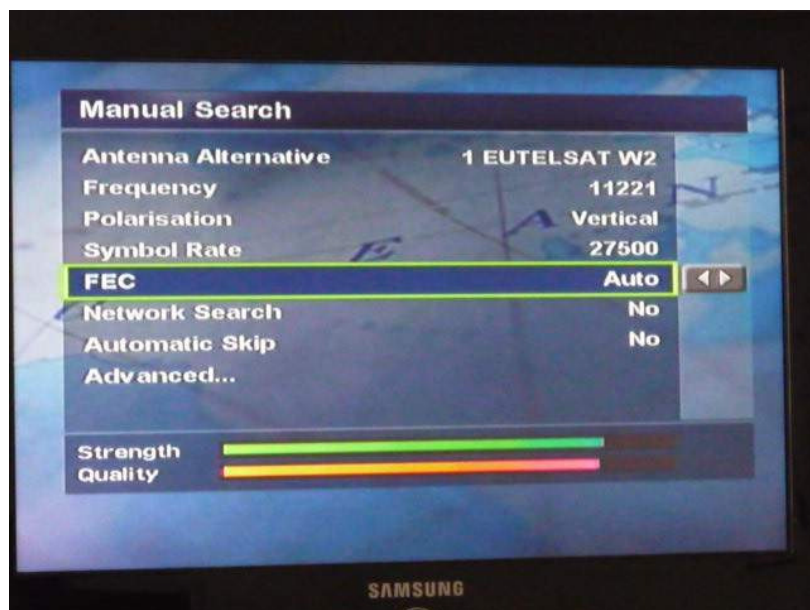 Manual Search
Antenna Alternative 1 EUTELSAT W2
Frequency 11221
Polarisation Vertical
Symbol Rate 27500
FEC Auto
Network Search No
Automatic Skip No
Advanced...
Strength
Quality
SAMSUNG